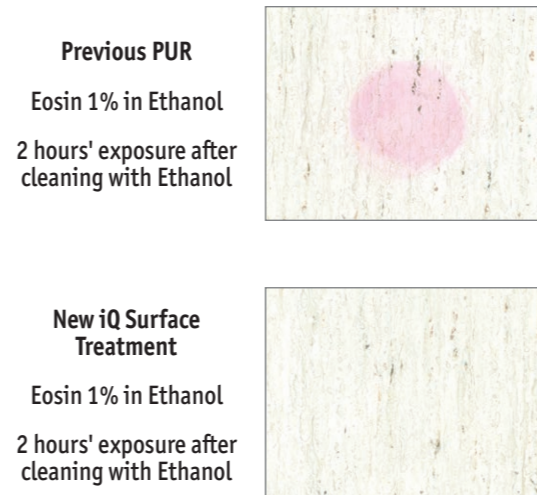 Previous PUR
Eosin 1% in Ethanol
2 hours' exposure after
cleaning with Ethanol
New iQ Surface
Treatment
Eosin 1% in Ethanol
2 hours' exposure after
cleaning with Ethanol